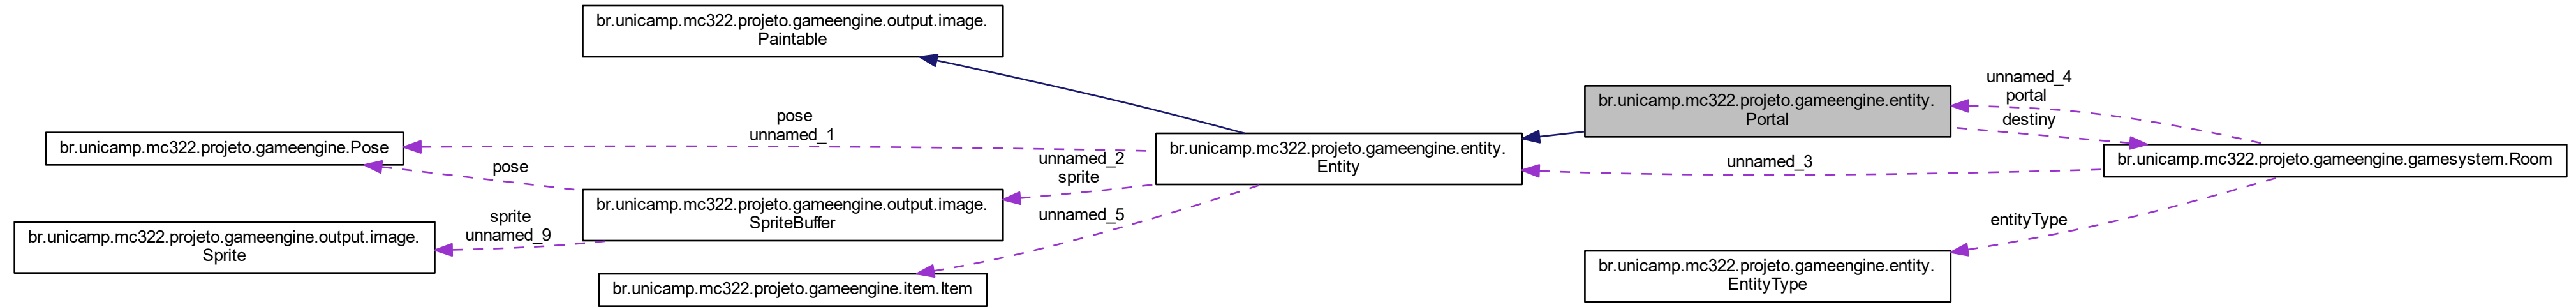 br.unicamp.mc322.projeto.gameengine.output.image.
Paintable
unnamed_4
portal
br.unicamp.mc322.projeto.gameengine.entity.
Portal
destiny
pose
unnamed_1
br.unicamp.mc322.projeto.gameengine.Pose
br.unicamp.mc322.projeto.gameengine.entity.
Entity
unnamed_3
br.unicamp.mc322.projeto.gameengine.gamesystem.Room
pose
unnamed_2
sprite
br.unicamp.mc322.projeto.gameengine.output.image.
SpriteBuffer
sprite
unnamed_9
br.unicamp.mc322.projeto.gameengine.output.image.
Sprite
unnamed_5
entityType
br.unicamp.mc322.projeto.gameengine.entity.
EntityType
br.unicamp.mc322.projeto.gameengine.item.Item